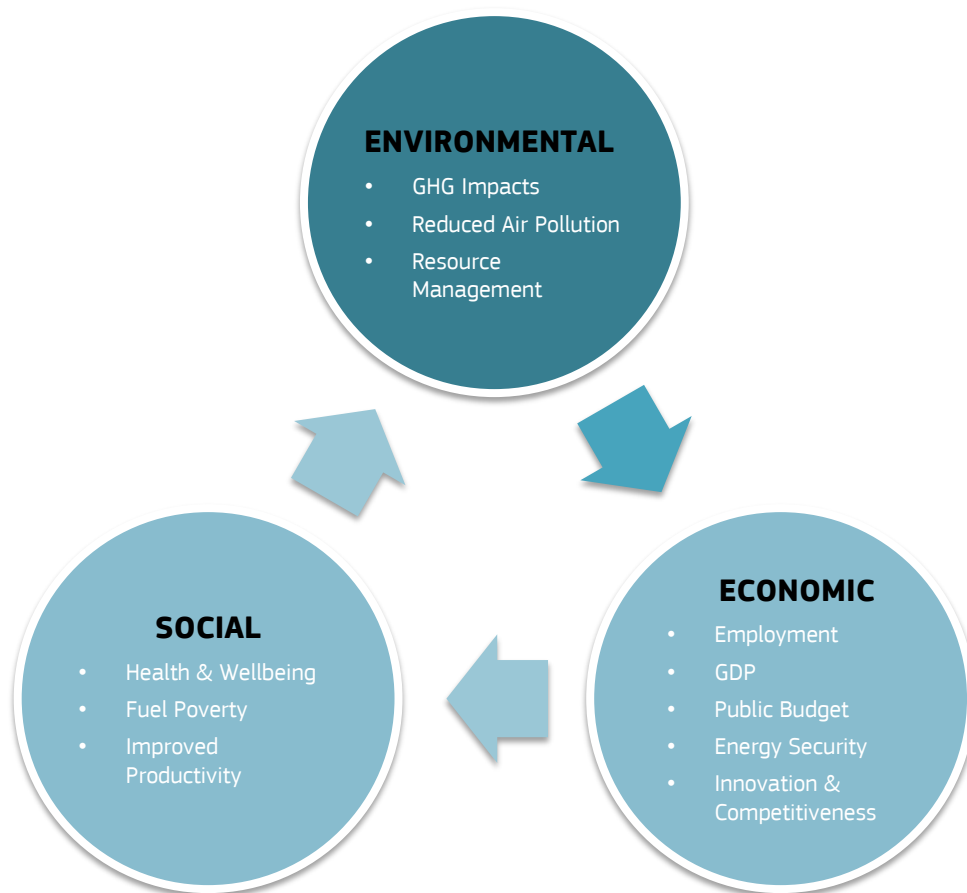 ENVIRONMENTAL
• GHG Impacts
• Reduced Air Pollution
• Resource
Management
SOCIAL
• Health & Wellbeing
• Fuel Poverty
• Improved
Productivity
ECONOMIC
• Employment
• GDP
• Public Budget
• Energy Security
• Innovation &
Competitiveness